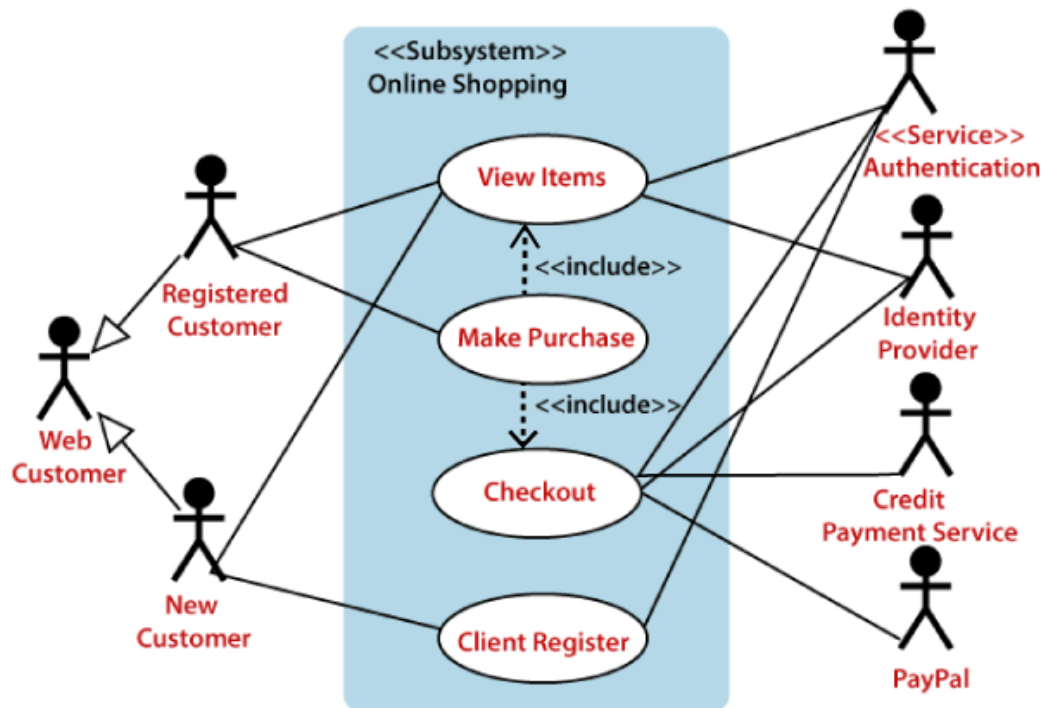 <<Subsystem>>
Online Shopping
<<Service>>
Authentication
View Items
Registered
Customer
<<include>>
Identity
Provider
Make Purchase
<<include>>
Web
Customer
Checkout
Credit
Payment Service
New
Customer
Client Register
PayPal